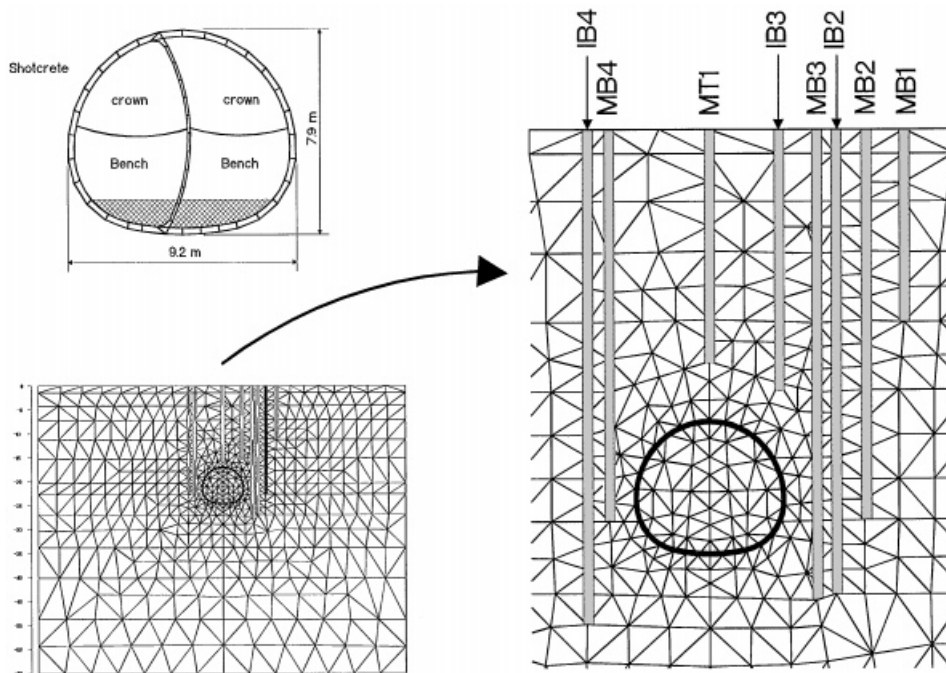 Shotcrete
crown
crown
Bench
Bench
7.9 m
9.2 m
IB4
MB4
MT1
IB3
MB3
IB2
MB2
MB1